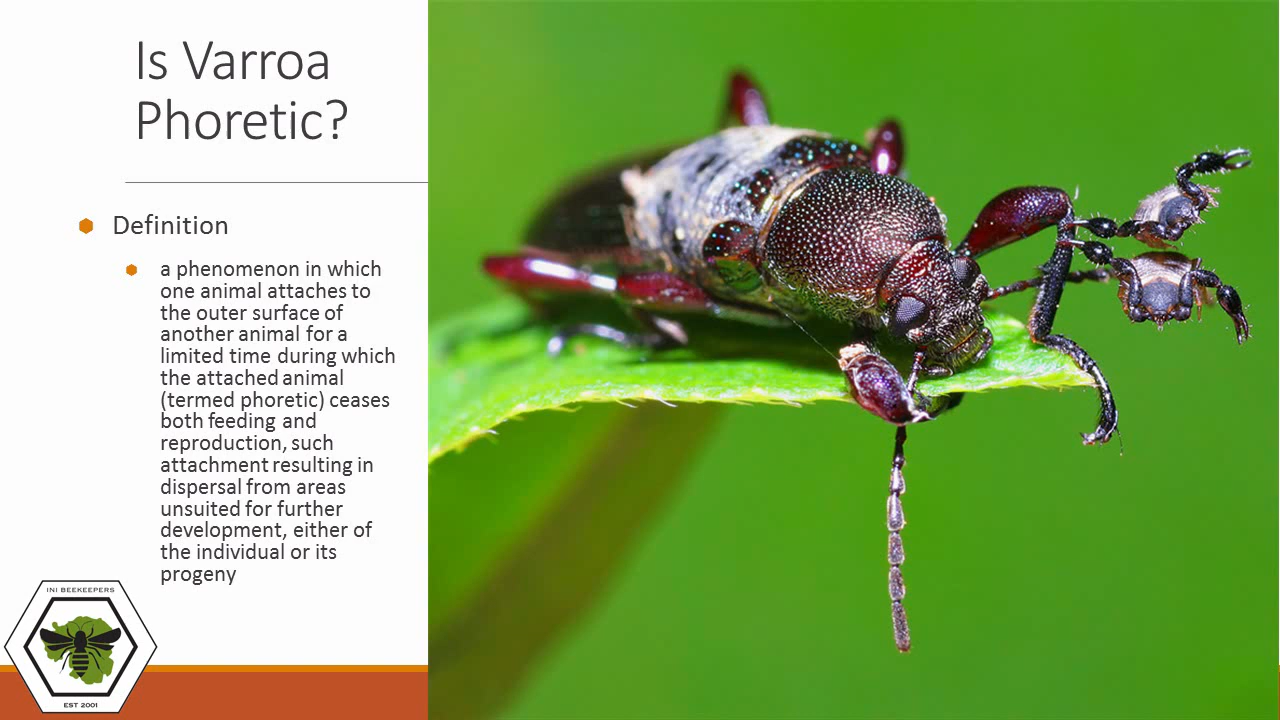 Is Varroa
Phoretic?
Definition
a phenomenon in which
one animal attaches to
the outer surface of
another animal for a
limited time during which
the attached animal
(termed phoretic) ceases
both feeding and
reproduction, such
attachment resulting in
dispersal from areas
unsuited for further
development, either of
the individual or its
progeny
INI BEEKEEPERS
EST 2001